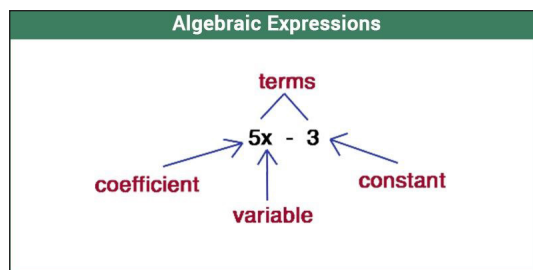 Algebraic Expressions
terms
5x - 3
coefficient
constant
variable